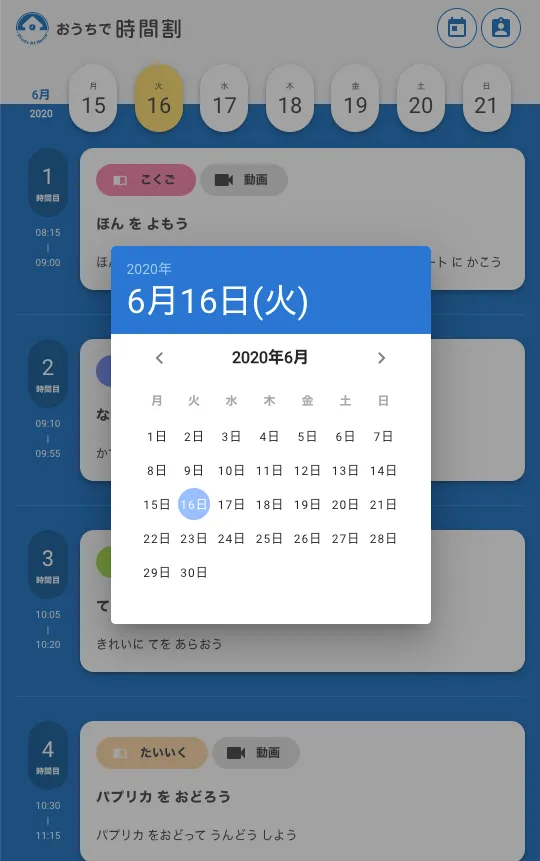 おうちで 時間割
6月
2020
月
15
火
16
水
17
木
18
金
19
土
20
日
21
1
時間目
08:15
09:00
こくご
動画
ほん を よもう
ート に かこう
2020年
6月16日(火)
2020年6月
月 火 水 木 金 土 日
1日 2日 3日 4日 5日 6日 7日
8日 9日 10日 11日 12日 13日 14日
15日 16日 17日 18日 19日 20日 21日
22日 23日 24日 25日 26日 27日 28日
29日 30日
2
時間目
09:10
09:55
な
3
時間目
10:05
10:20
て
きれいに てを あらおう
4
時間目
10:30
11:15
たいいく
動画
パプリカ を おどろう
パプリカ をおどって うんどう しよう